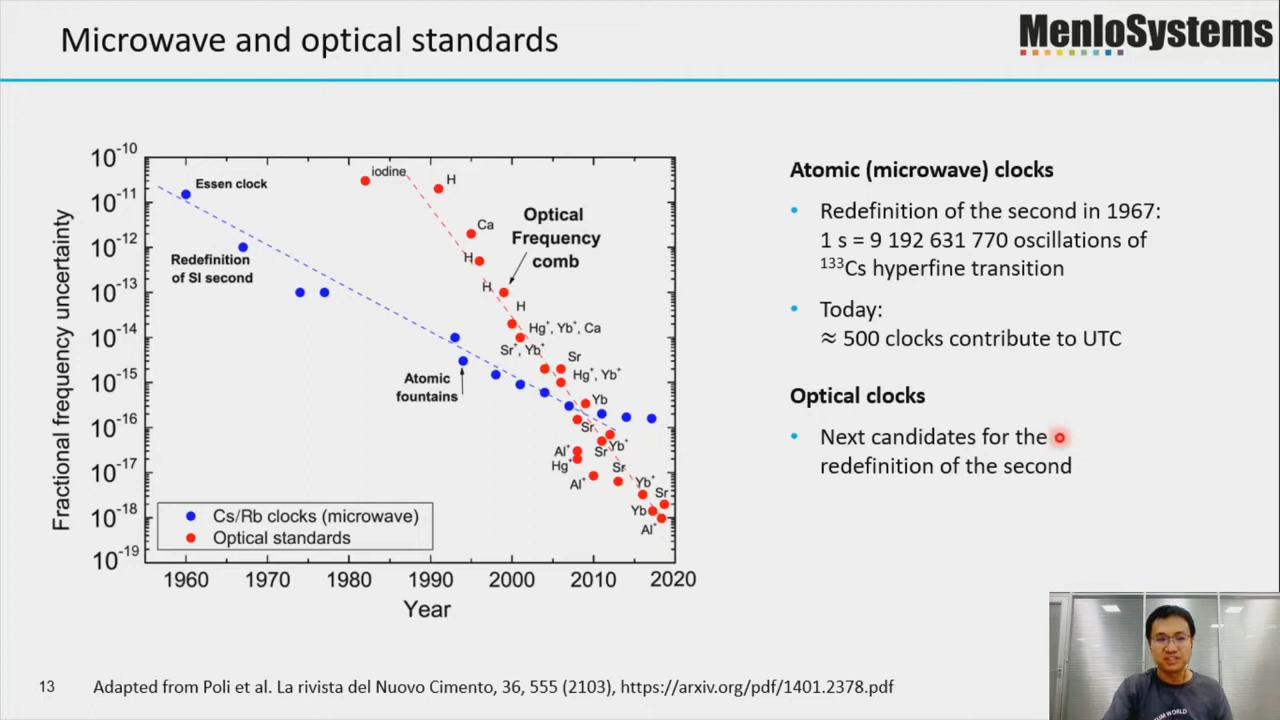 Microwave and optical standards
MenloSystems
10⁻¹⁰
10⁻¹¹
10⁻¹²
10⁻¹³
10⁻¹⁴
10⁻¹⁵
10⁻¹⁶
10⁻¹⁷
10⁻¹⁸
10⁻¹⁹
Fractional frequency uncertainty
Essen clock
Redefinition
of SI second
iodine
H
Ca
Optical
Frequency
comb
H
H
H
Hg⁺, Yb⁺, Ca
Sr⁺, Yb⁺
Sr
Hg⁺, Yb⁺
Atomic
fountains
Yb
Sr
Yb⁺
Sr
Al⁺
Hg⁺
Al⁺
Sr
Yb⁺
Sr
Yb
Al⁺
Cs/Rb clocks (microwave)
Optical standards
1960 1970 1980 1990 2000 2010 2020
Year
Atomic (microwave) clocks
• Redefinition of the second in 1967:
1 s = 9 192 631 770 oscillations of
¹³³Cs hyperfine transition
• Today:
≈ 500 clocks contribute to UTC
Optical clocks
• Next candidates for the
redefinition of the second
13
Adapted from Poli et al. La rivista del Nuovo Cimento, 36, 555 (2103), https://arxiv.org/pdf/1401.2378.pdf
WORLD